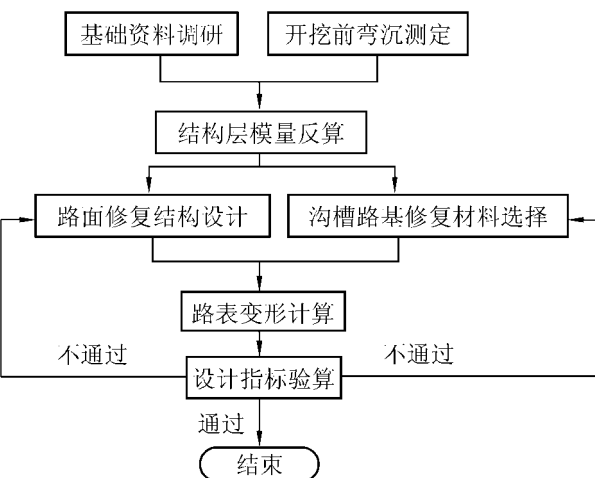 基础资料调研
开挖前弯沉测定
结构层模量反算
路面修复结构设计
沟槽路基修复材料选择
路表变形计算
不通过
不通过
设计指标验算
通过
结束